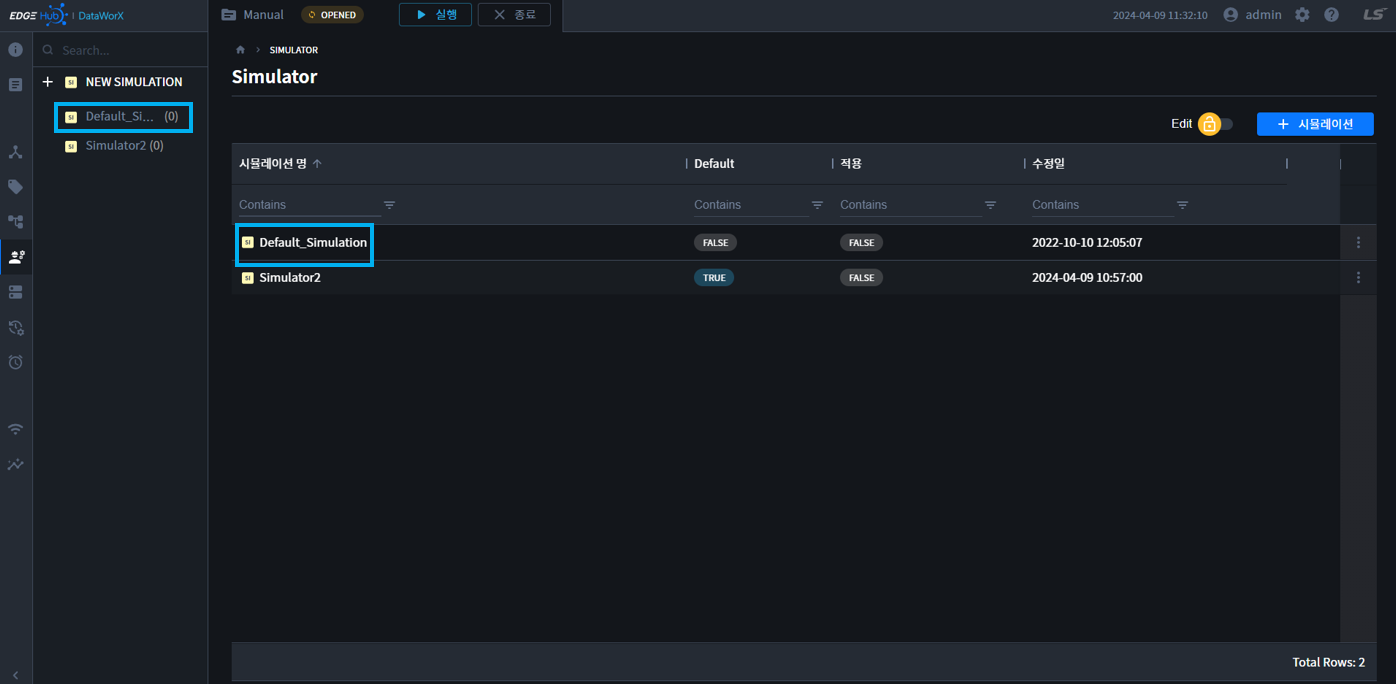 EDGE Hub | DataWorX
Manual OPENED 실행 종료 2024-04-09 11:32:10 admin LS
Search...
SI NEW SIMULATION
SI Default_Si... (0)
SI Simulator2 (0)
SIMULATOR
Simulator
Edit + 시뮬레이션
시뮬레이션 명 Default 적용 수정일
Contains Contains Contains Contains
SI Default_Simulation FALSE FALSE 2022-10-10 12:05:07
SI Simulator2 TRUE FALSE 2024-04-09 10:57:00
Total Rows: 2